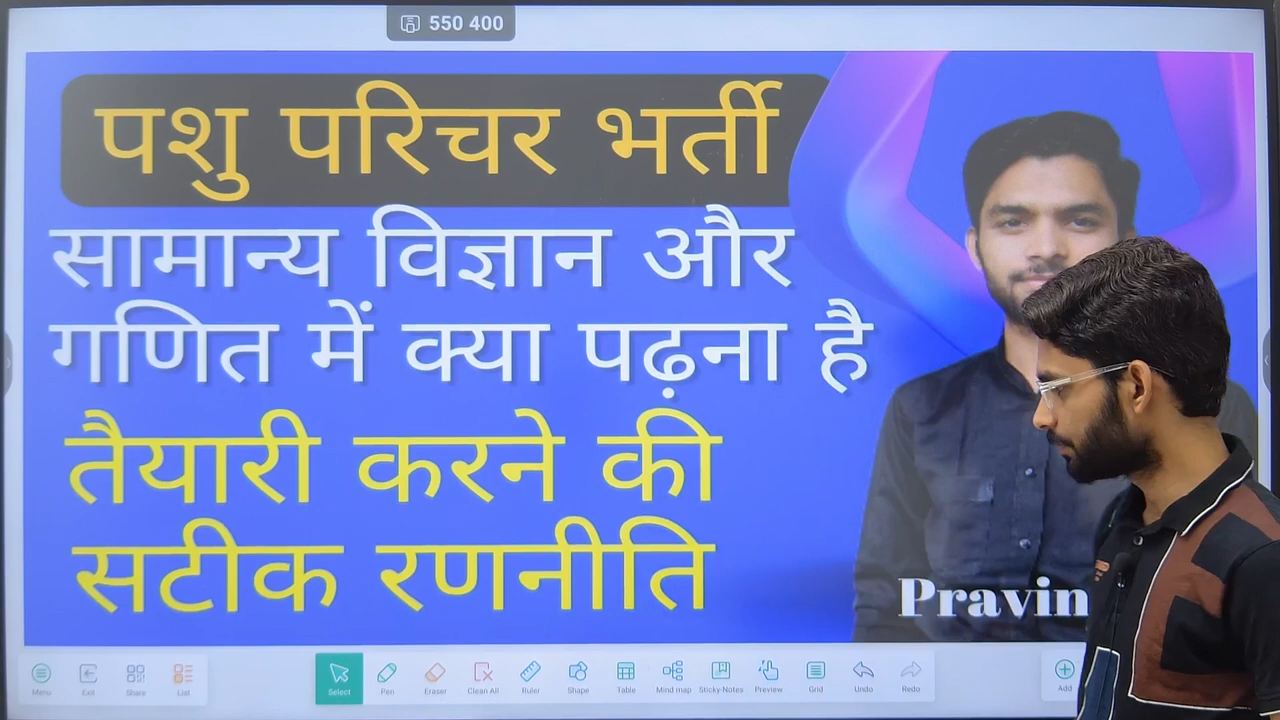 550 400
पशु परिचर भर्ती
सामान्य विज्ञान और
गणित में क्या पढ़ना है
तैयारी करने की
सटीक रणनीति
Pravin
Menu
Exit
Share
List
Select
Pen
Eraser
Clean All
Ruler
Shape
Table
Mind map
Sticky-Notes
Preview
Grid
Undo
Redo
Add